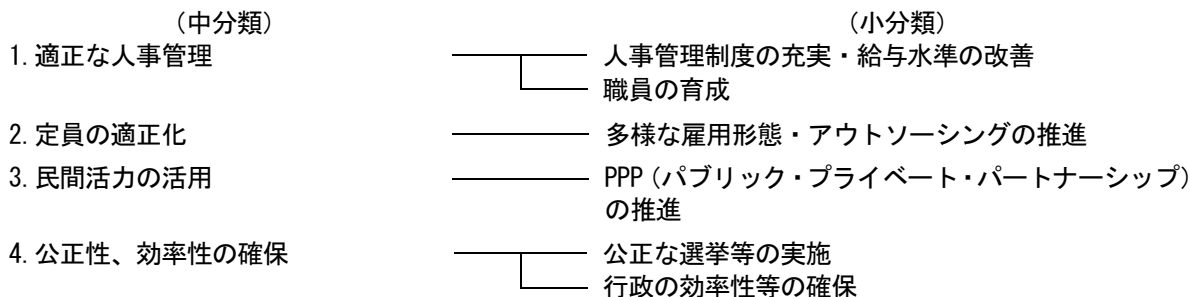 （中分類） （小分類）
1.適正な人事管理 人事管理制度の充実・給与水準の改善
職員の育成
2.定員の適正化 多様な雇用形態・アウトソーシングの推進
3.民間活力の活用 PPP（パブリック・プライベート・パートナーシップ）
の推進
4.公正性、効率性の確保 公正な選挙等の実施
行政の効率性等の確保